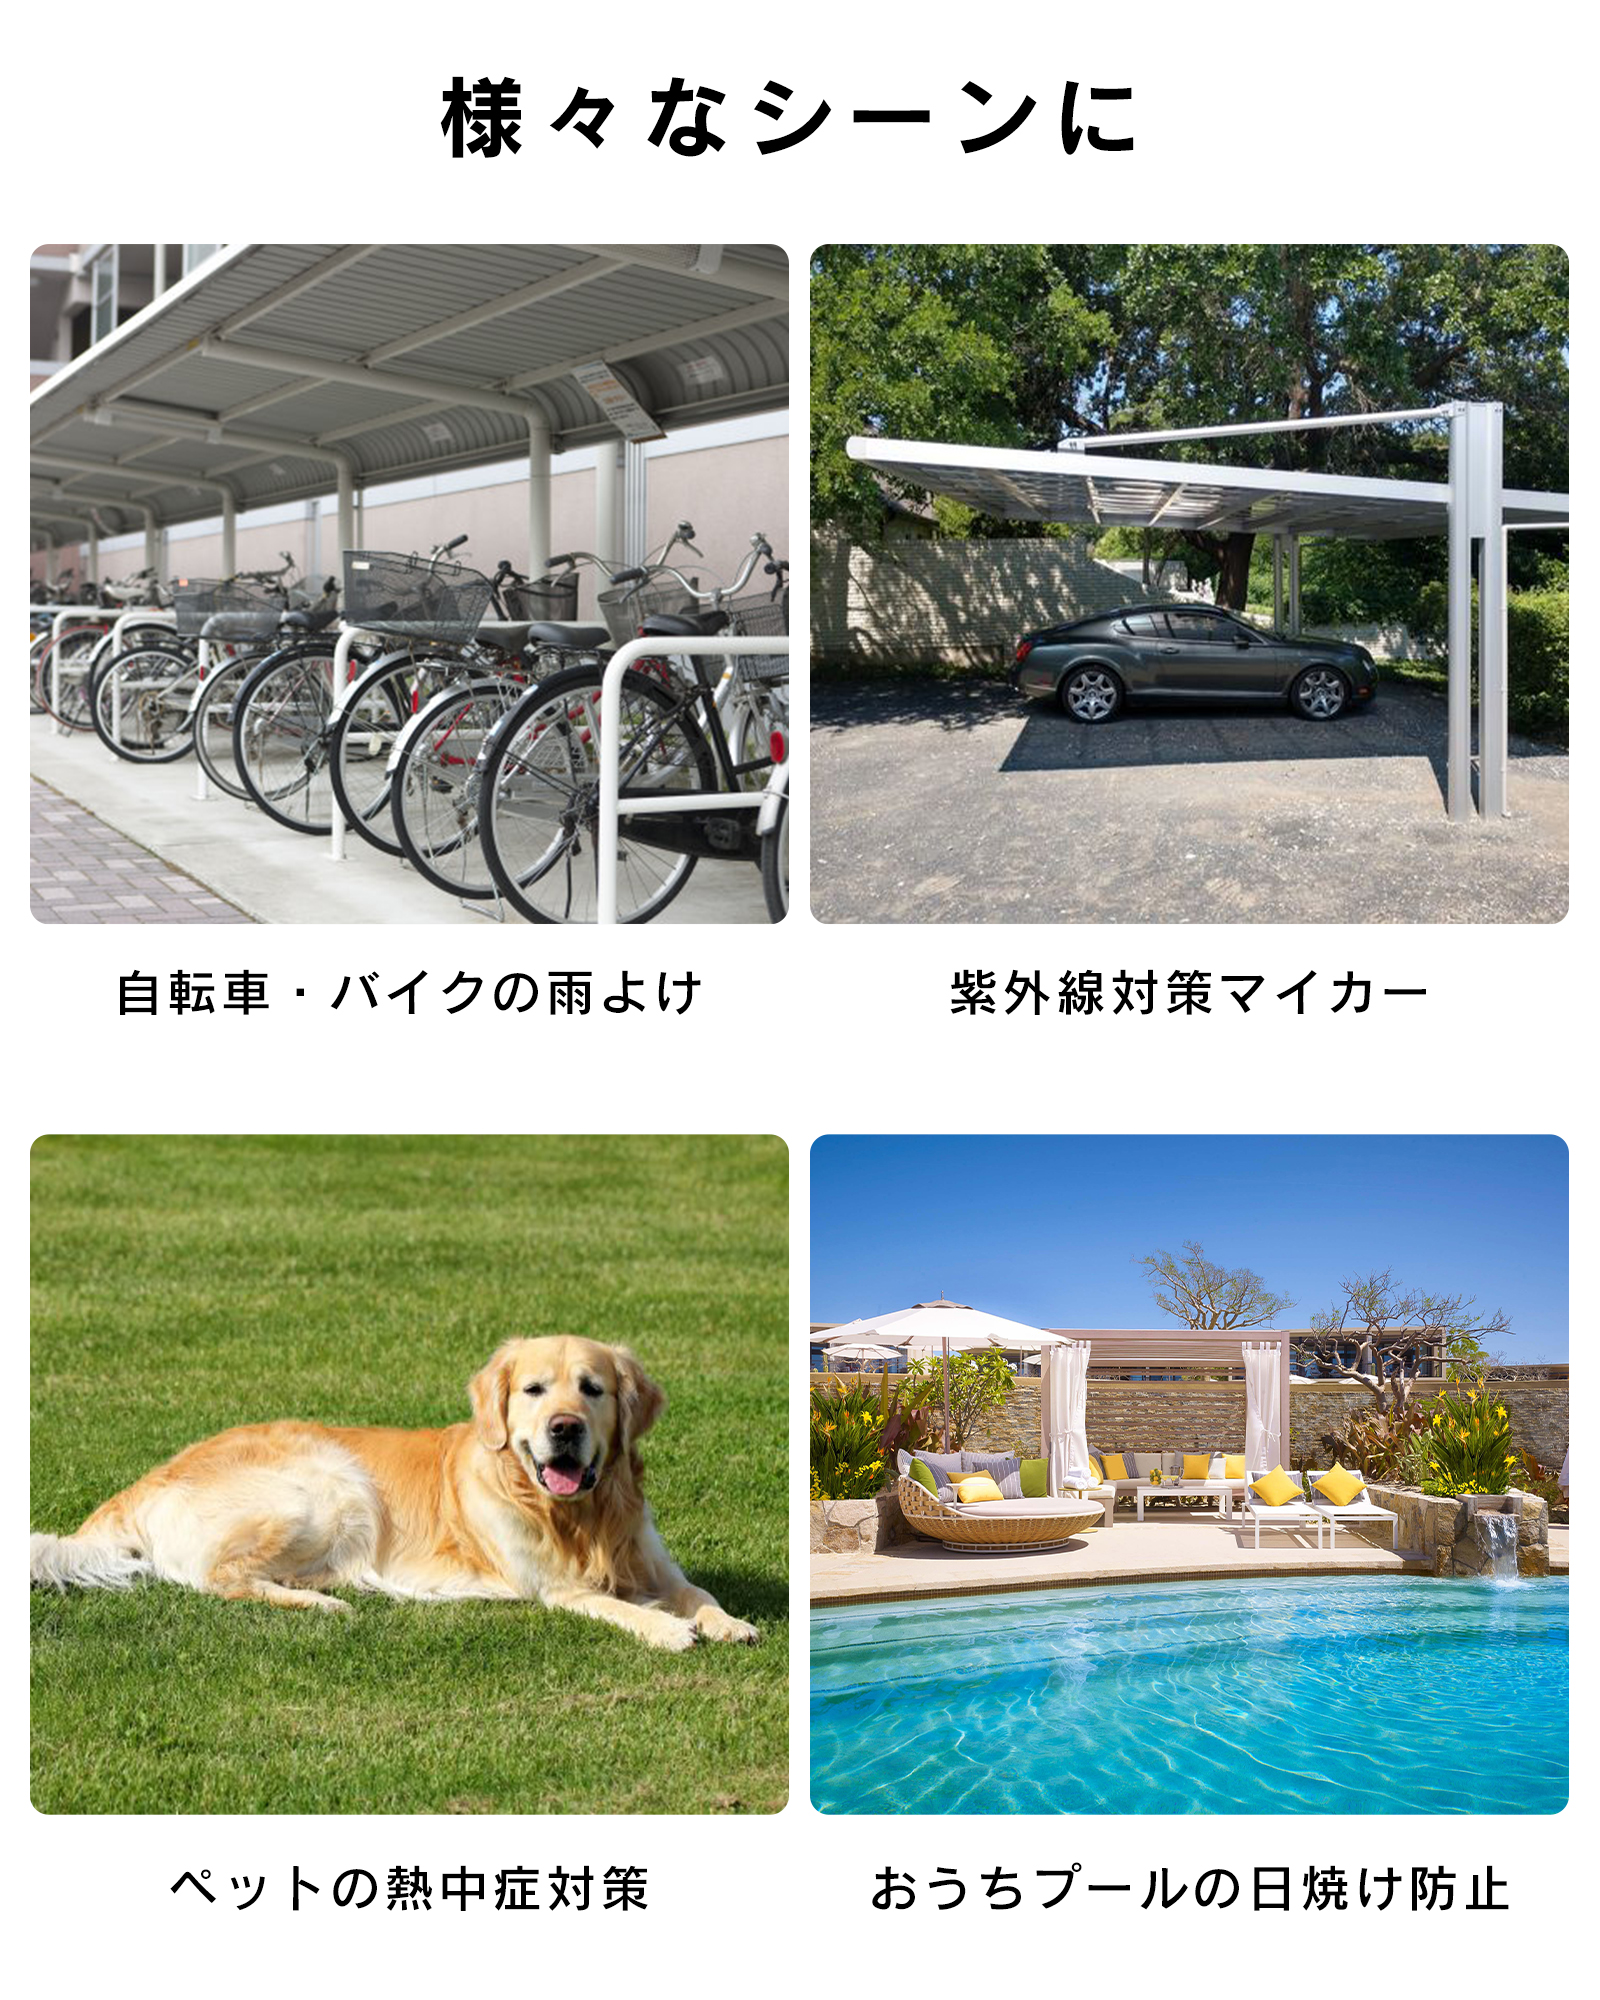 様々なシーンに
自転車・バイクの雨よけ
紫外線対策マイカー
ペットの熱中症対策
おうちプールの日焼け防止